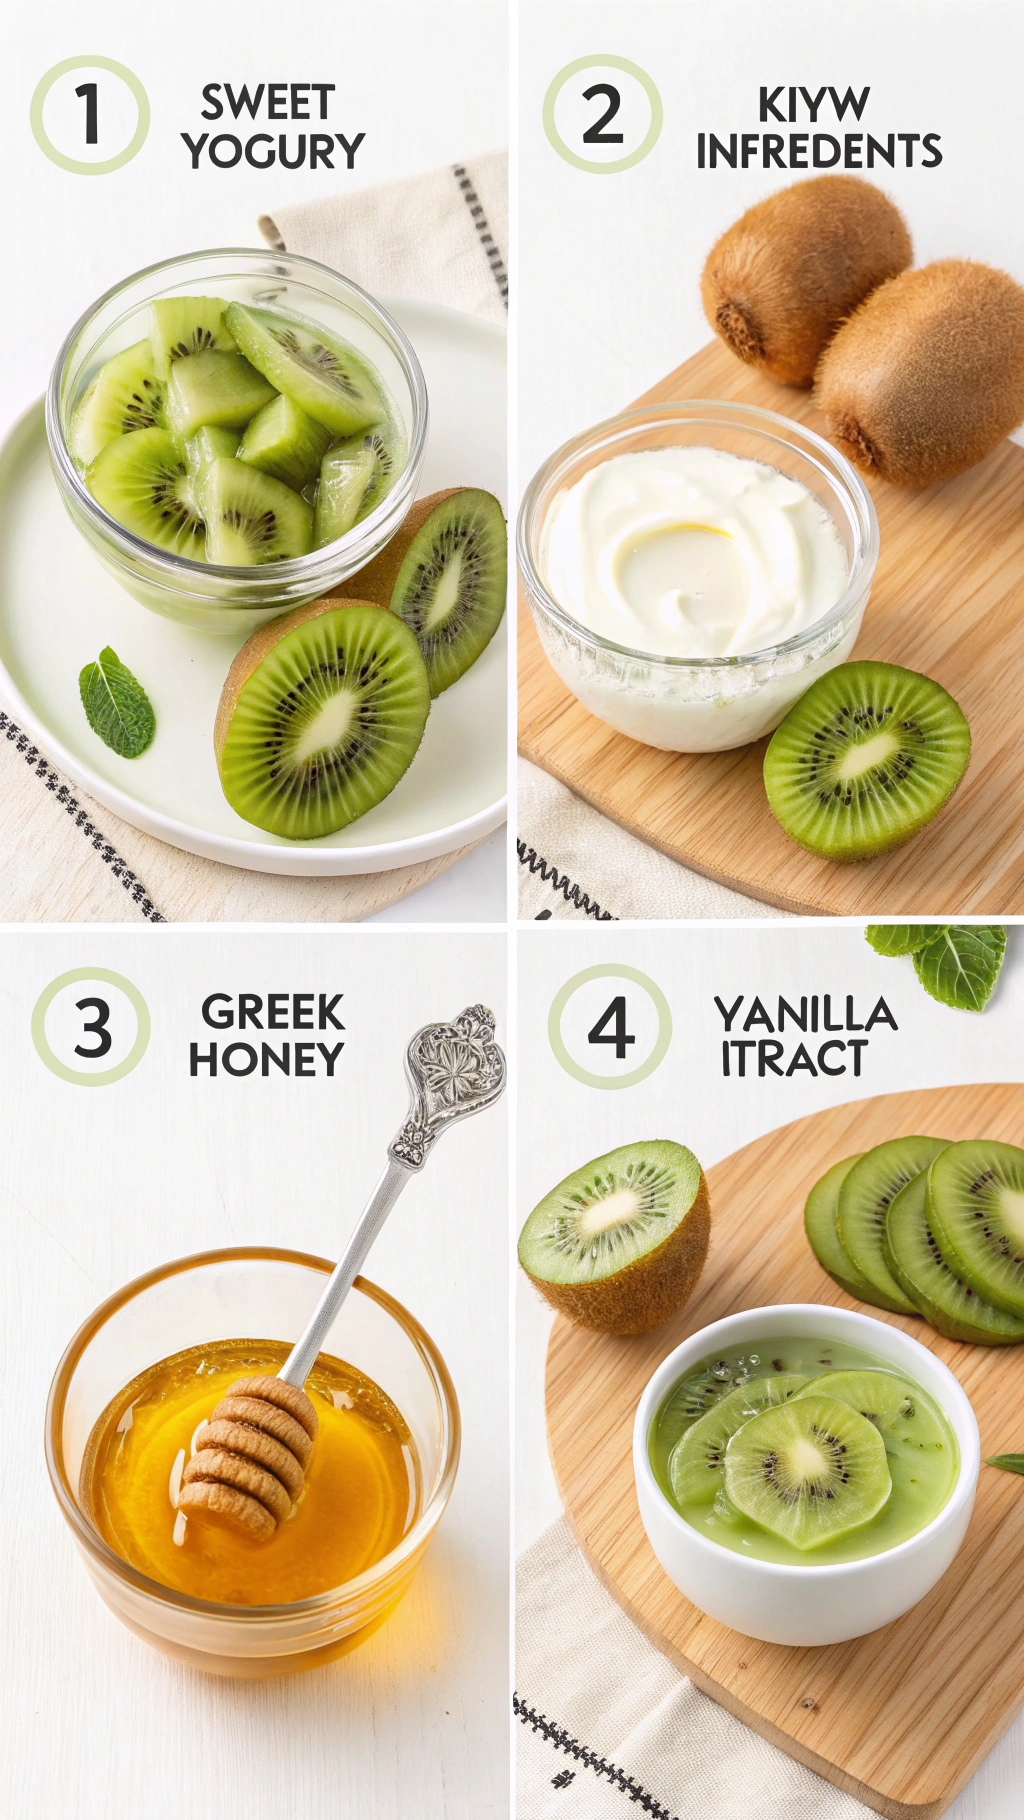 1
SWEET
YOGURY
2
KIYW
INFREDENTS
3
GREEK
HONEY
4
YANILLA
ITRACT